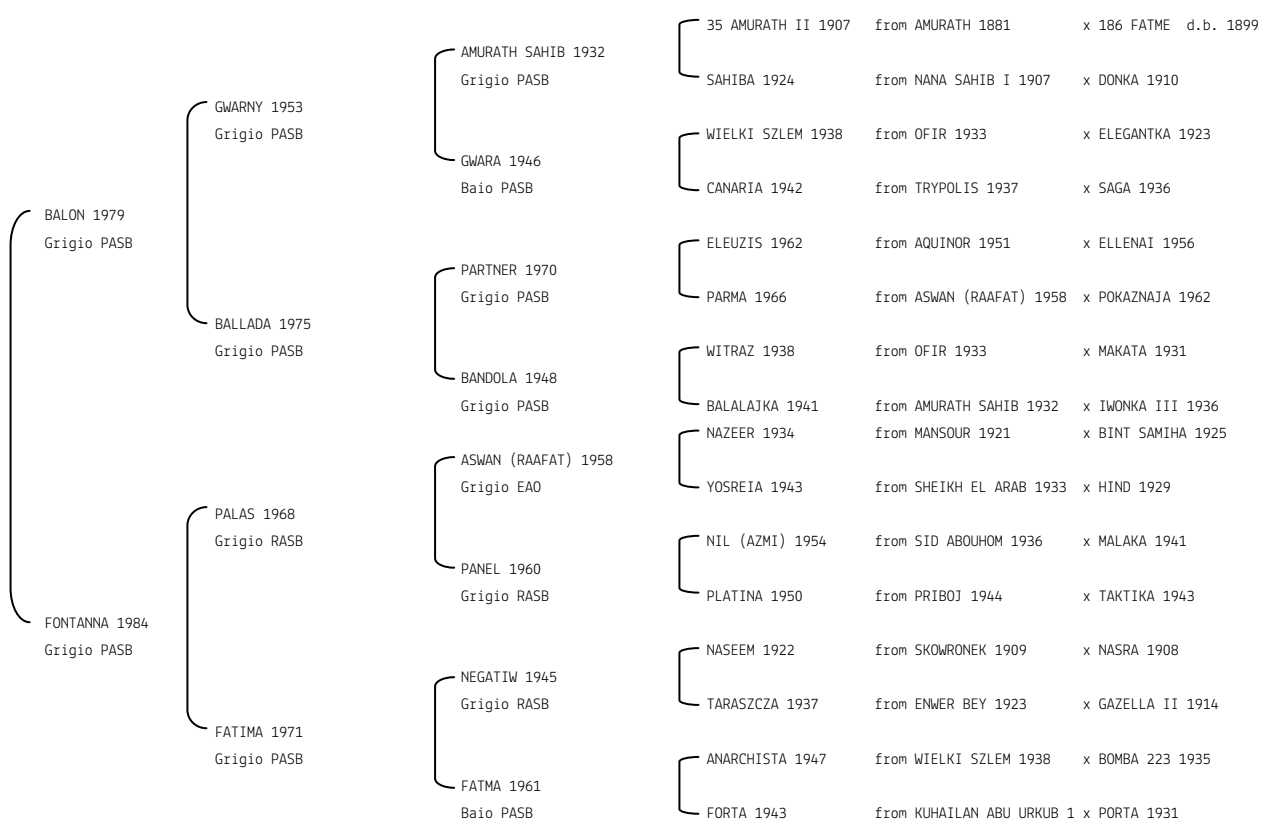 35 AMURATH II 1907 from AMURATH 1881 x 186 FATME d.b. 1899
AMURATH SAHIB 1932
Grigio PASB SAHIBA 1924 from NANA SAHIB I 1907 x DONKA 1910
GWARNY 1953
Grigio PASB WIELKI SZLEM 1938 from OFIR 1933 x ELEGANTKA 1923
GWARA 1946
Baio PASB CANARIA 1942 from TRYPOLIS 1937 x SAGA 1936
BALON 1979
Grigio PASB ELEUZIS 1962 from AQUINOR 1951 x ELLENAI 1956
PARTNER 1970
Grigio PASB PARMA 1966 from ASWAN (RAAFAT) 1958 x POKAZNAJA 1962
BALLADA 1975
Grigio PASB WITRAZ 1938 from OFIR 1933 x MAKATA 1931
BANDOLA 1948
Grigio PASB BALALAJKA 1941 from AMURATH SAHIB 1932 x IWONKA III 1936
NAZEER 1934 from MANSOUR 1921 x BINT SAMIHA 1925
ASWAN (RAAFAT) 1958
Grigio EAO YOSREIA 1943 from SHEIKH EL ARAB 1933 x HIND 1929
PALAS 1968
Grigio RASB NIL (AZMI) 1954 from SID ABOUHOM 1936 x MALAKA 1941
PANEL 1960
Grigio RASB PLATINA 1950 from PRIBOJ 1944 x TAKTIKA 1943
FONTANNA 1984
Grigio PASB NASEEM 1922 from SKOWRONEK 1909 x NASRA 1908
NEGATIW 1945
Grigio RASB TARASZCZA 1937 from ENWER BEY 1923 x GAZELLA II 1914
FATIMA 1971
Grigio PASB ANARCHISTA 1947 from WIELKI SZLEM 1938 x BOMBA 223 1935
FATMA 1961
Baio PASB FORTA 1943 from KUHAILAN ABU URKUB 1 x PORTA 1931